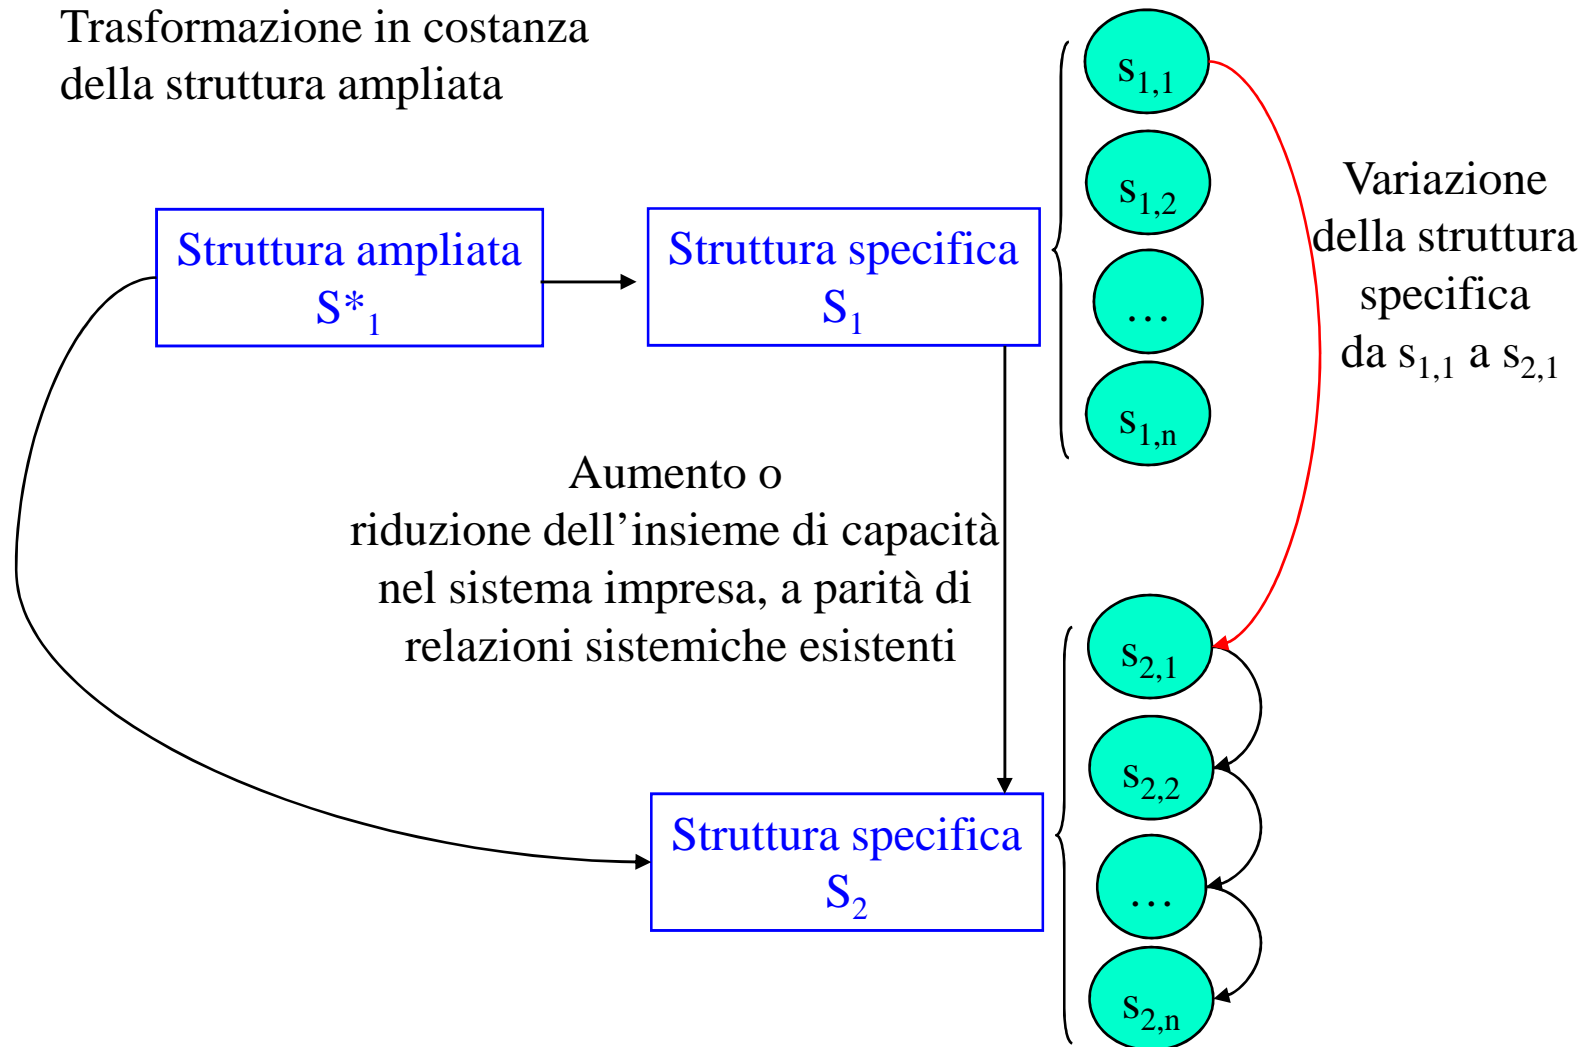 Trasformazione in costanza
della struttura ampliata
s1,1
s1,2
…
s1,n
Variazione
della struttura
specifica
da s1,1 a s2,1
Struttura ampliata
S*1
Struttura specifica
S1
Aumento o
riduzione dell’insieme di capacità
nel sistema impresa, a parità di
relazioni sistemiche esistenti
Struttura specifica
S2
s2,1
s2,2
…
s2,n